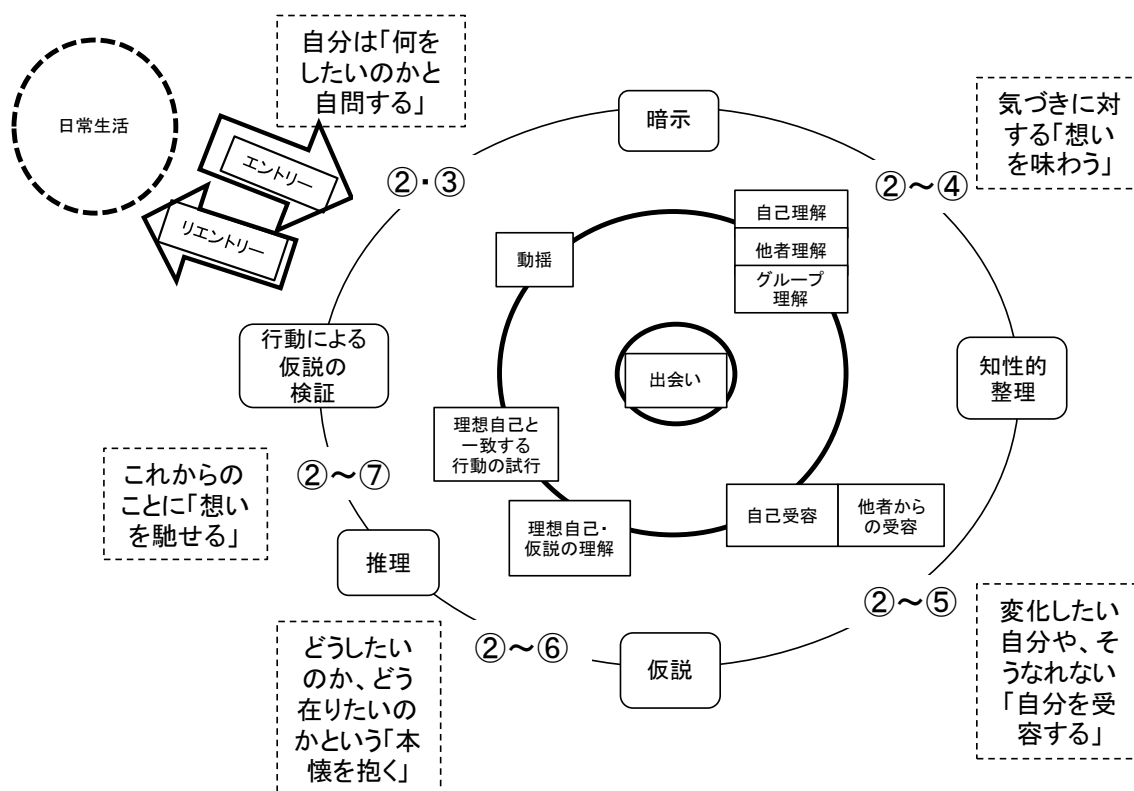 自分は「何を
したいのかと
自問する」
日常生活
エントリー
リエントリー
暗示
気づきに対
する「想い
を味わう」
②・③
②～④
自己理解
他者理解
グループ
理解
動揺
行動による
仮説の
検証
出会い
知性的
整理
理想自己と
一致する
行動の試行
これからの
ことに「想い
を馳せる」
②～⑦
理想自己・
仮説の理解
自己受容
他者から
の受容
推理
②～⑤
変化したい
自分や、そ
うなれない
「自分を受
容する」
②～⑥
仮説
どうしたい
のか、どう
在りたいの
かという「本
懐を抱く」